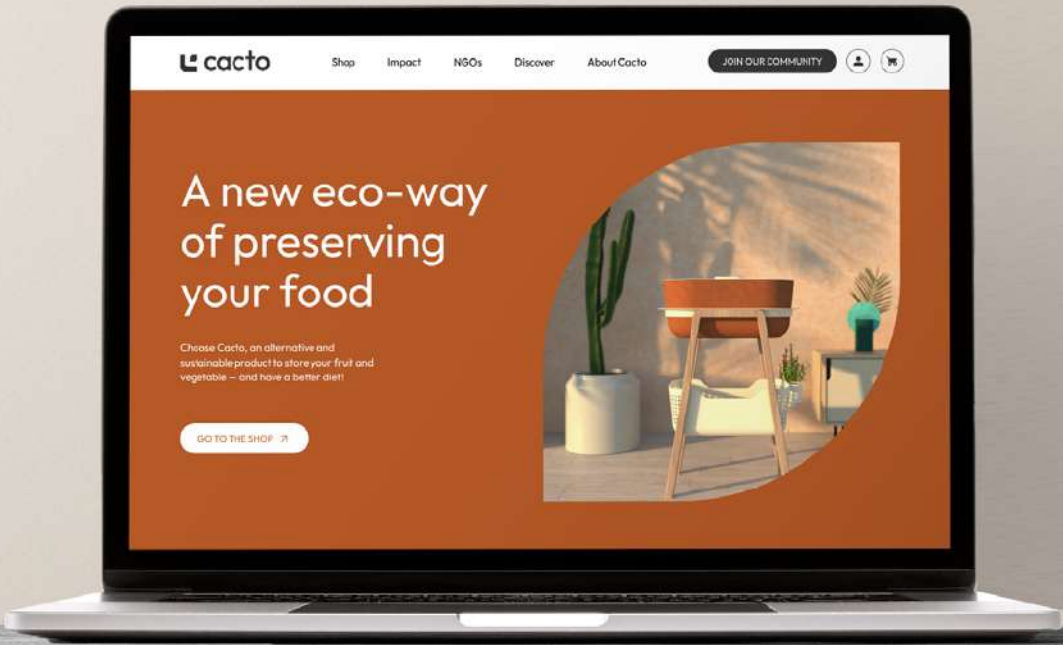 cacto
Shop Impact NGOs Discover About Cacto JOIN OUR COMMUNITY
A new eco-way
of preserving
your food
Choose Cacto, an alternative and
sustainable product to store your fruit and
vegetable – and have a better diet!
GO TO THE SHOP